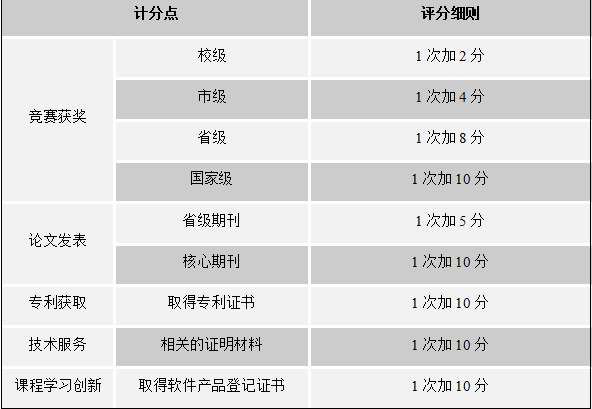 计分点 评分细则
校级 1 次加 2 分
市级 1 次加 4 分
竞赛获奖
省级 1 次加 8 分
国家级 1 次加 10 分
省级期刊 1 次加 5 分
论文发表
核心期刊 1 次加 10 分
专利获取 取得专利证书 1 次加 10 分
技术服务 相关的证明材料 1 次加 10 分
课程学习创新 取得软件产品登记证书 1 次加 10 分